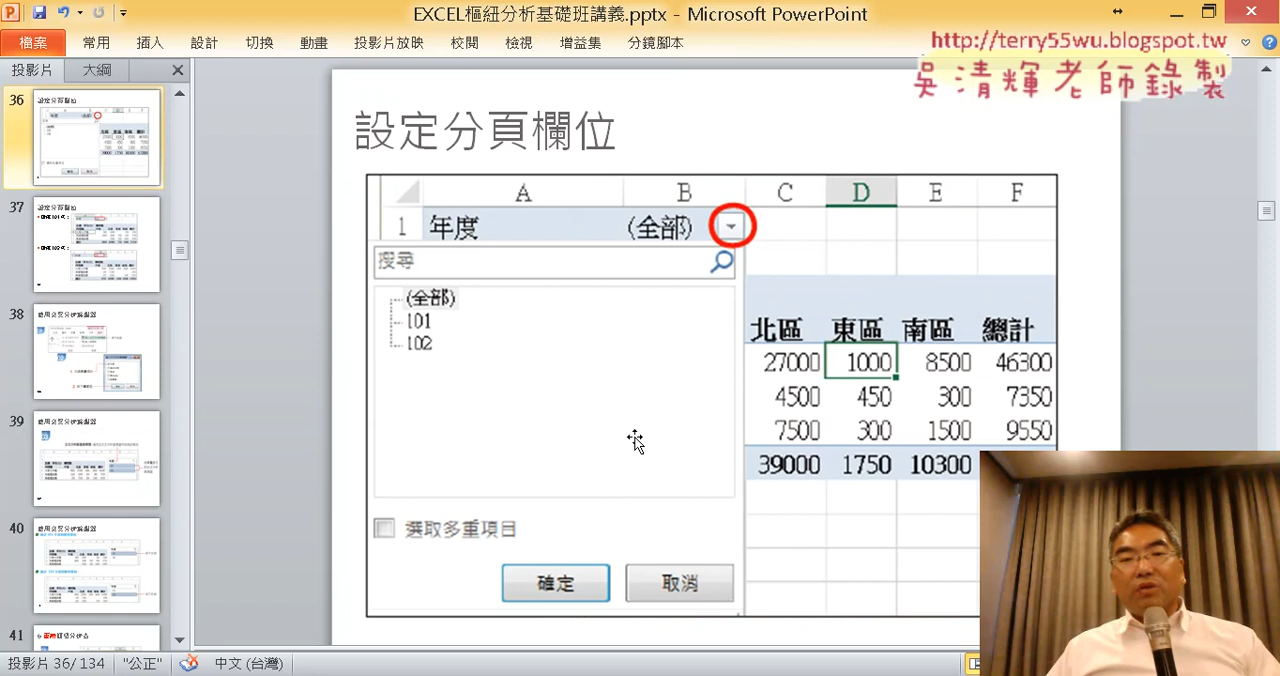 EXCEL樞紐分析基礎班講義.pptx - Microsoft PowerPoint
檔案 常用 插入 設計 切換 動畫 投影片放映 校閱 檢視 增益集 分鏡腳本
http://terry55wu.blogspot.tw
吳清輝老師錄製
投影片 大綱
36
設定分頁欄位
37
38
39
40
41
設定分頁欄位
A B C D E F
1 年度 (全部)
搜尋
(全部)
101
102
北區 東區 南區 總計
27000 1000 8500 46300
4500 450 300 7350
7500 300 1500 9550
39000 1750 10300
選取多重項目
確定 取消
投影片 36/134 "公正" 中文 (台灣)